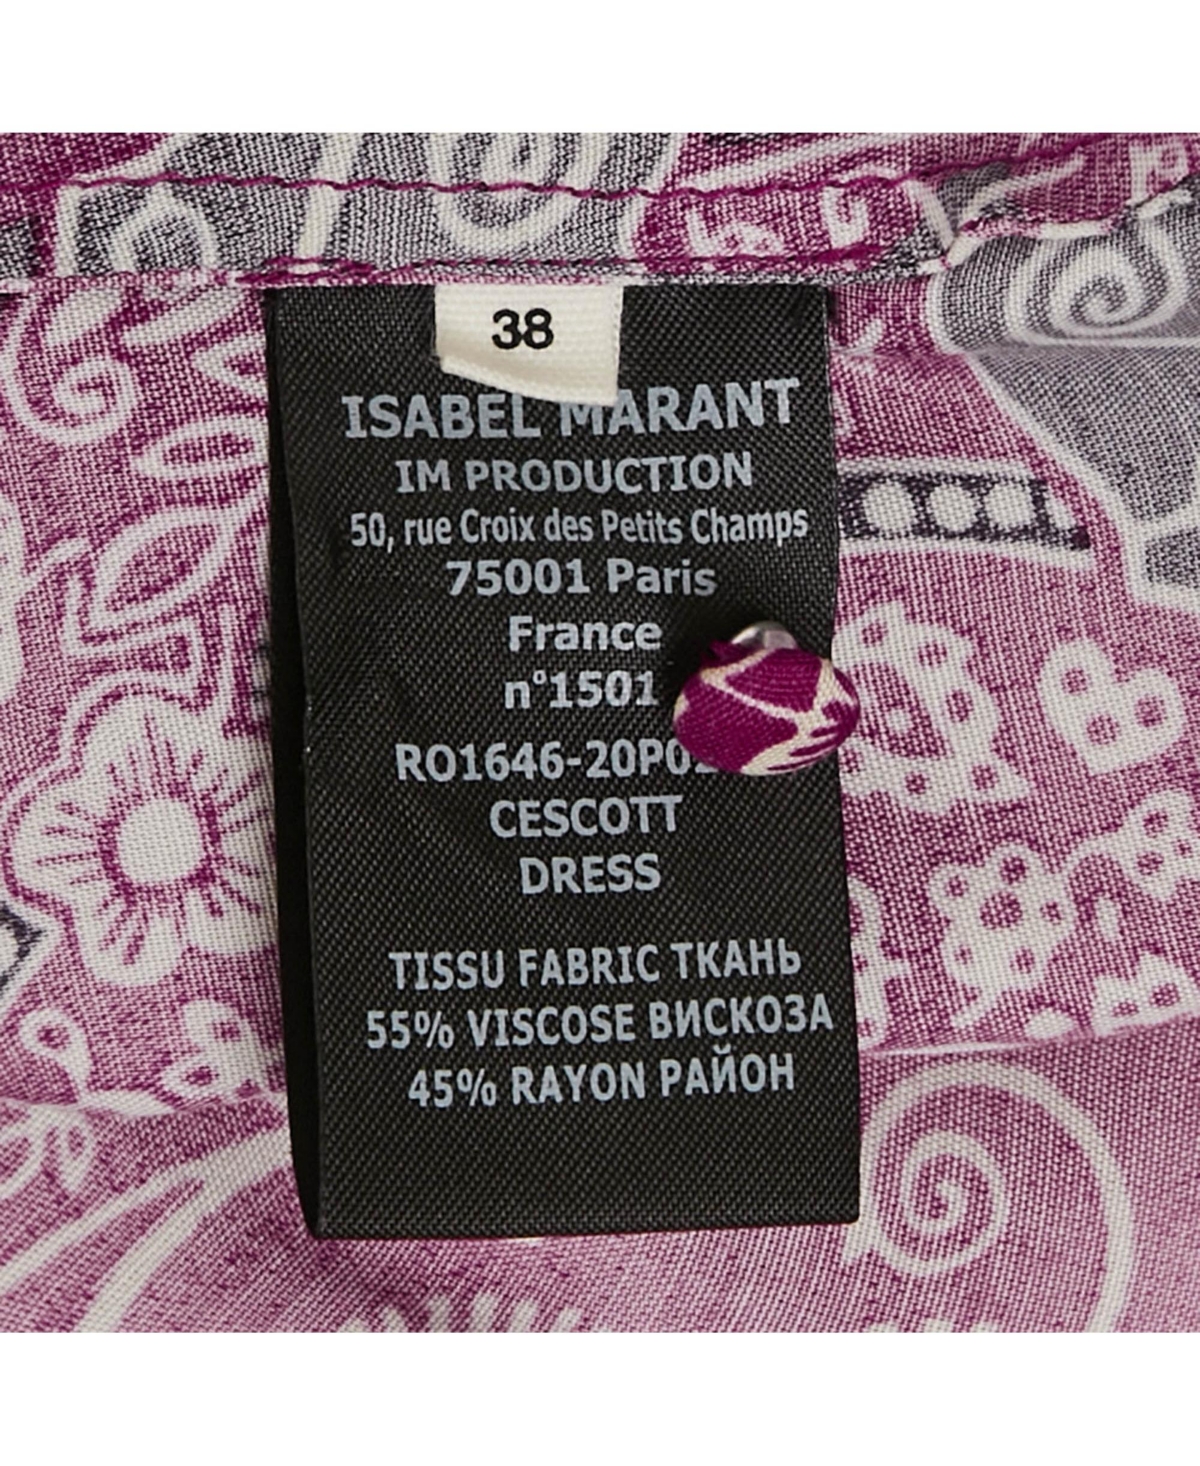 38
ISABEL MARANT
IM PRODUCTION
50, rue Croix des Petits Champs
75001 Paris
France
n°1501
CESCOTT
DRESS
TISSU FABRIC ТКАНЬ
55% VISCOSE ВИСКОЗА
45% RAYON РАЙОН